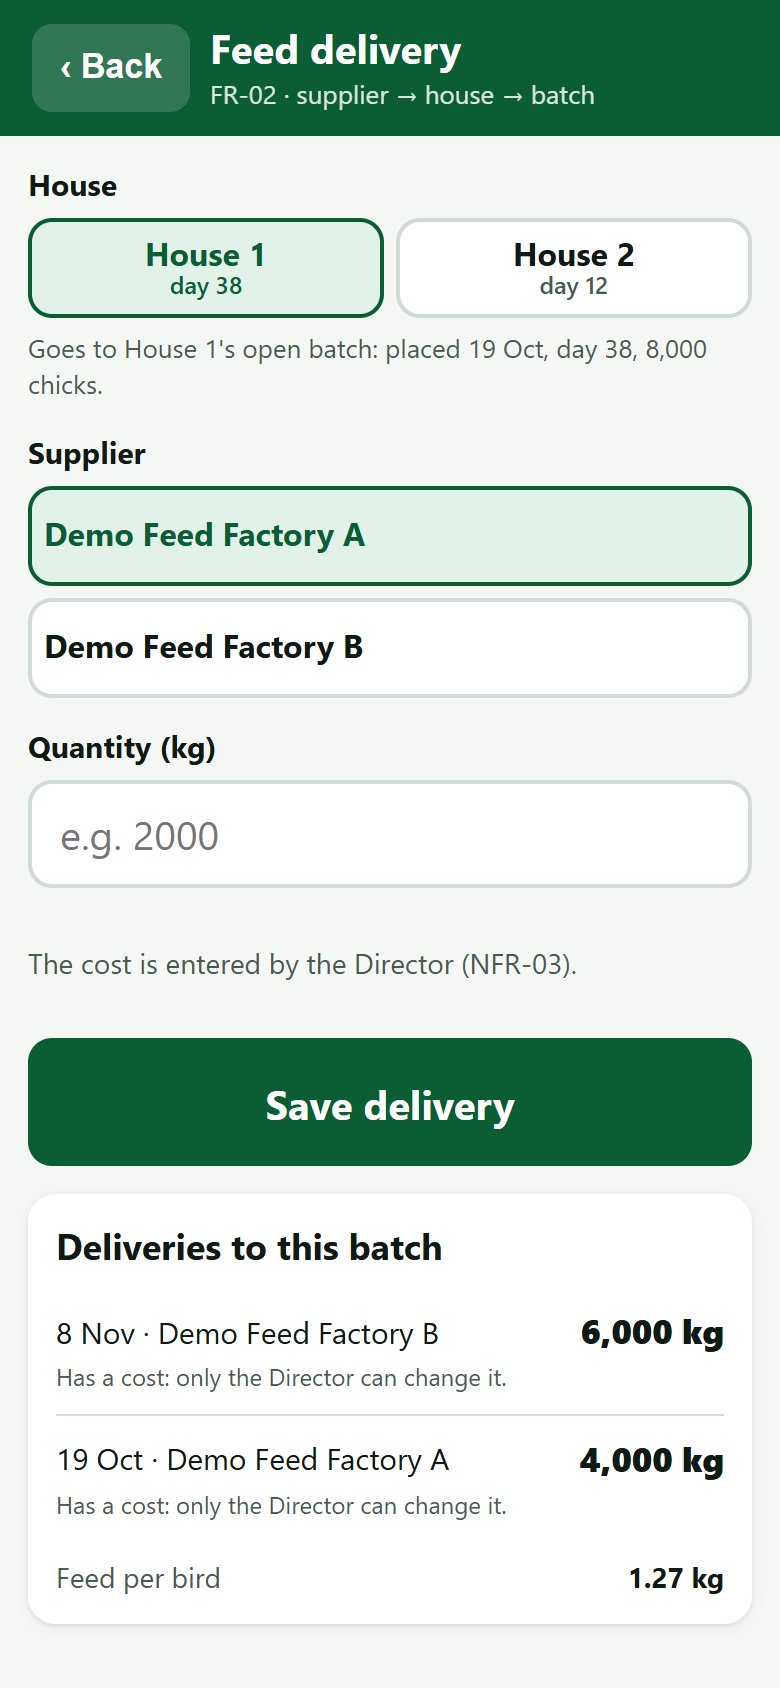 ‹ Back
Feed delivery
FR-02 · supplier → house → batch
House
House 1
day 38
House 2
day 12
Goes to House 1's open batch: placed 19 Oct, day 38, 8,000
chicks.
Supplier
Demo Feed Factory A
Demo Feed Factory B
Quantity (kg)
e.g. 2000
The cost is entered by the Director (NFR-03).
Save delivery
Deliveries to this batch
8 Nov · Demo Feed Factory B
6,000 kg
Has a cost: only the Director can change it.
19 Oct · Demo Feed Factory A
4,000 kg
Has a cost: only the Director can change it.
Feed per bird
1.27 kg